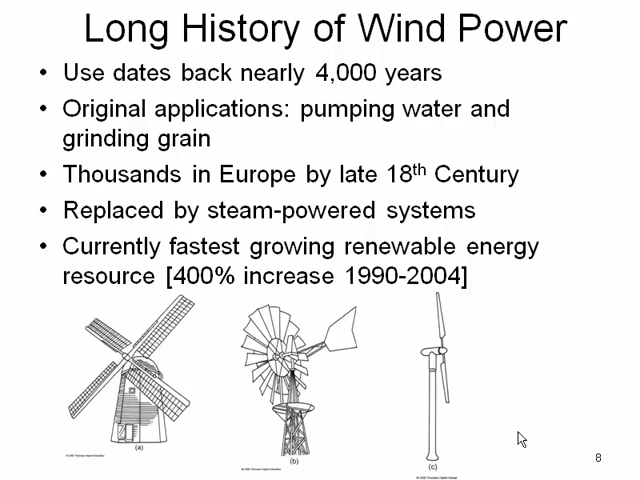 Long History of Wind Power
• Use dates back nearly 4,000 years
• Original applications: pumping water and
grinding grain
• Thousands in Europe by late 18th Century
• Replaced by steam-powered systems
• Currently fastest growing renewable energy
resource [400% increase 1990-2004]
(a)
(b)
(c)
8